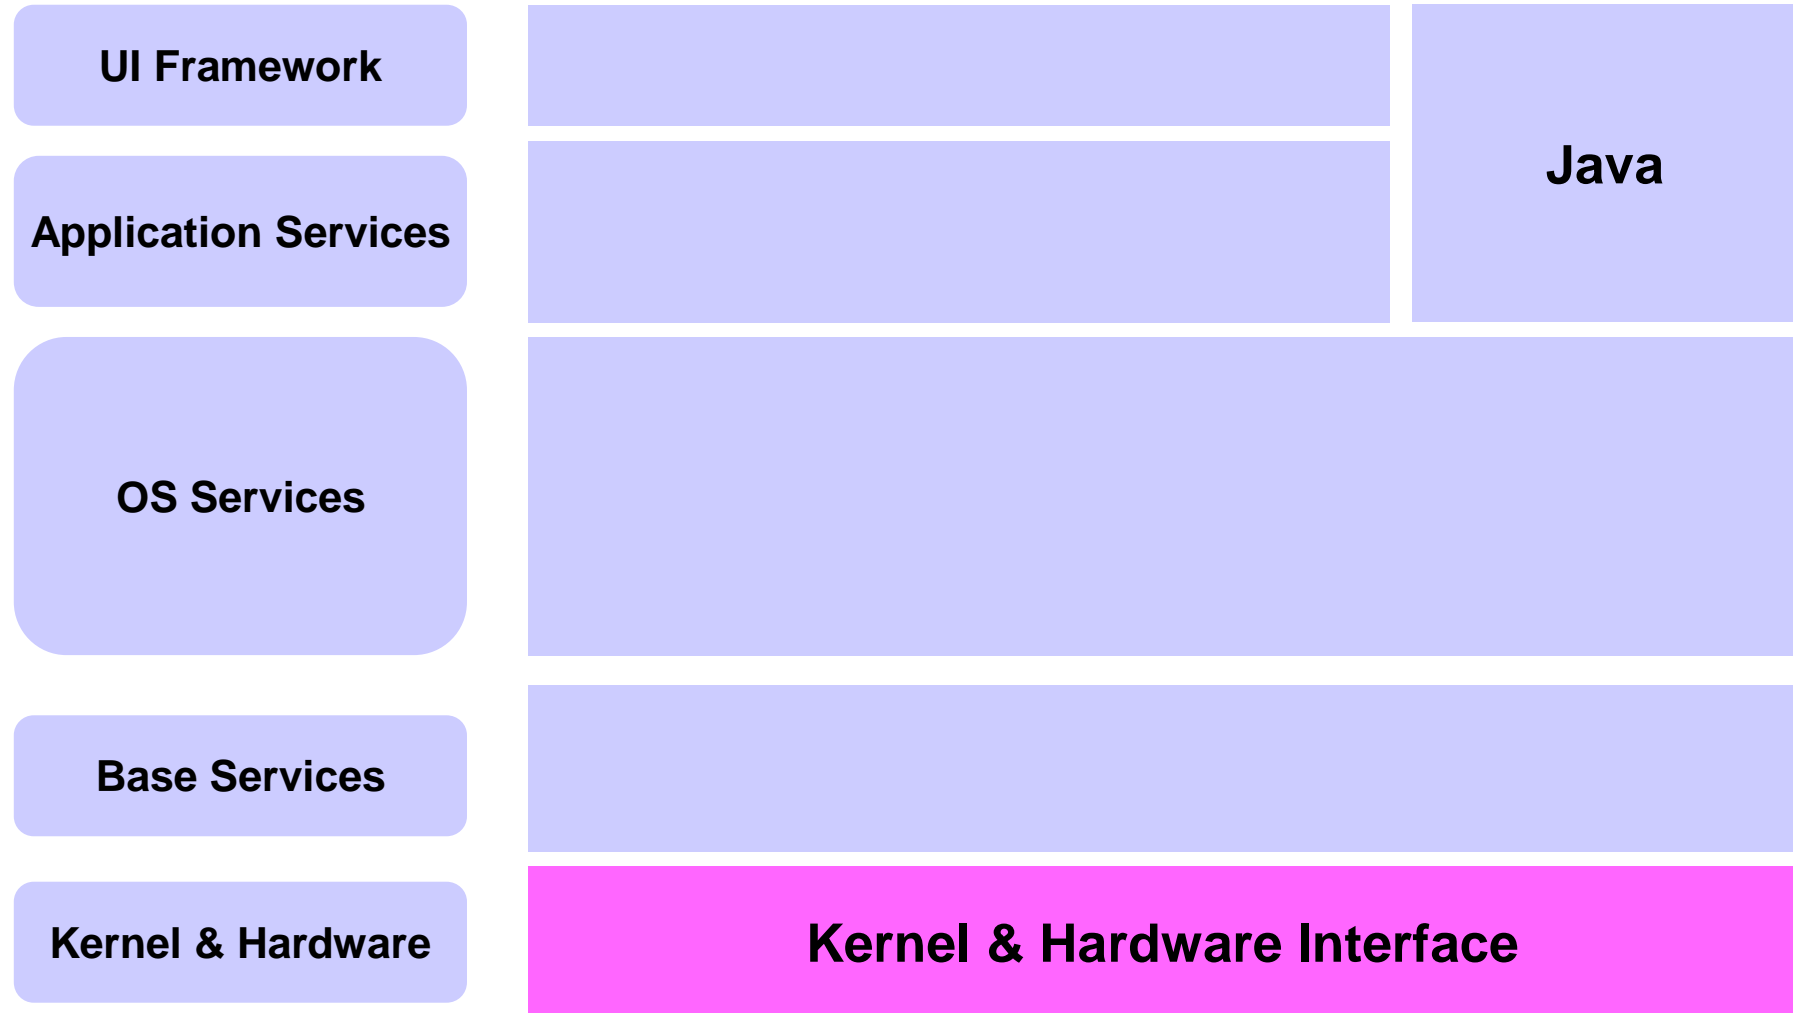 UI Framework
Java
Application Services
OS Services
Base Services
Kernel & Hardware
Kernel & Hardware Interface